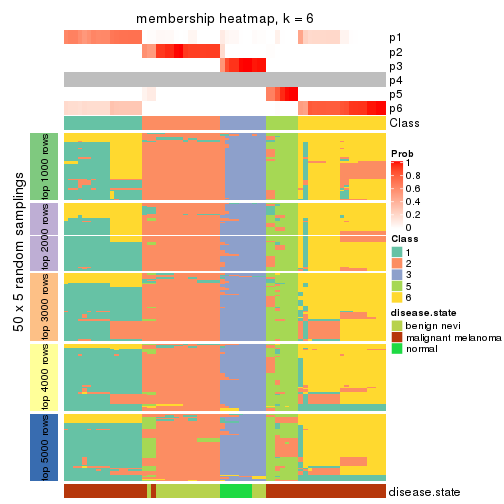 membership heatmap, k = 6
p1
p2
p3
p4
p5
p6
Class
50 x 5 random samplings
top 1000 rows
top 2000 rows
top 3000 rows
top 4000 rows
top 5000 rows
Prob
1
0.8
0.6
0.4
0.2
0
Class
1
2
3
5
6
disease.state
benign nevi
malignant melanoma
normal
disease.state